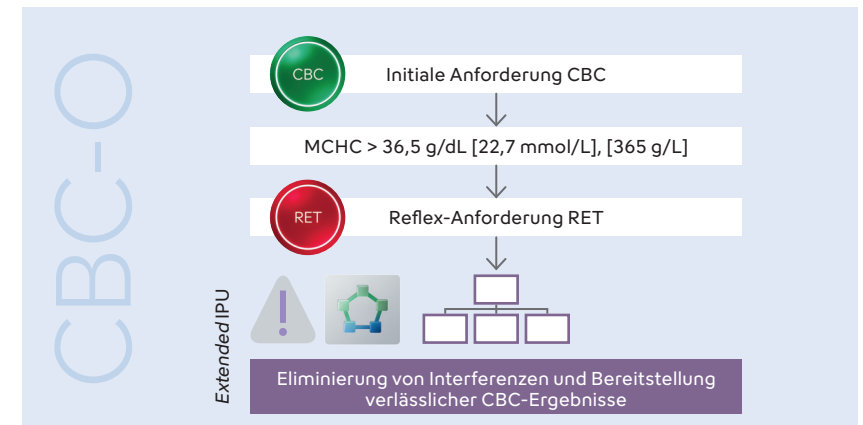 CBC-O
CBC
Initiale Anforderung CBC
MCHC > 36,5 g/dL [22,7 mmol/L], [365 g/L]
RET
Reflex-Anforderung RET
Extended IPU
Eliminierung von Interferenzen und Bereitstellung
verlässlicher CBC-Ergebnisse